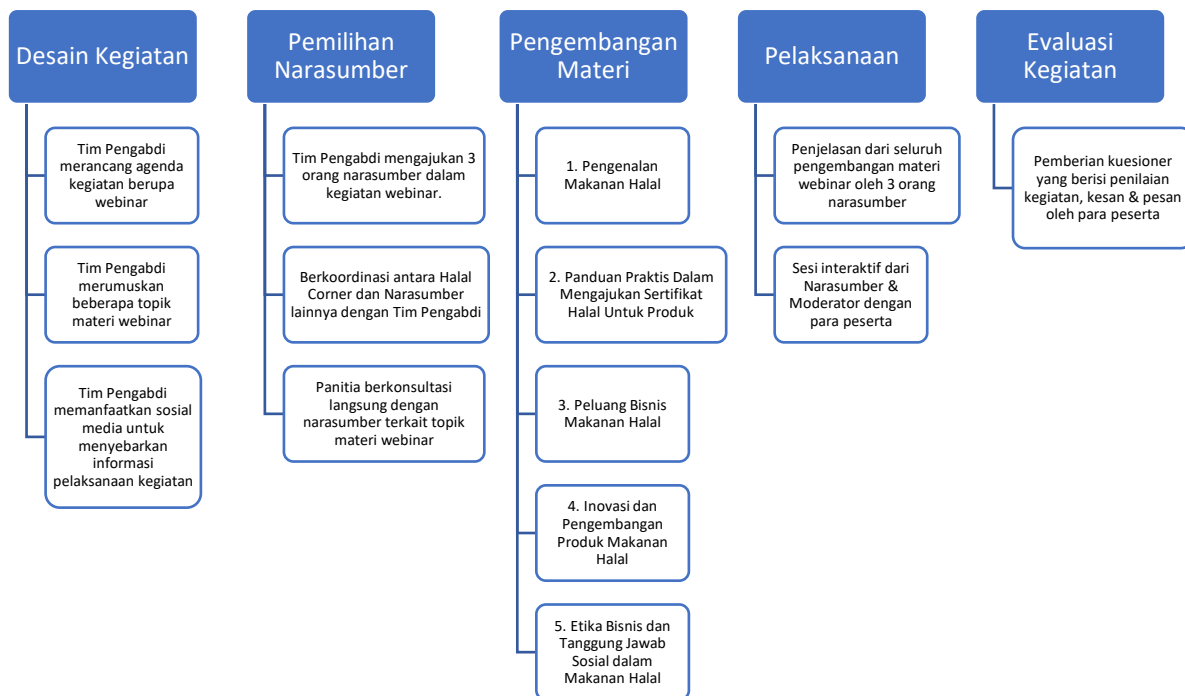 Desain Kegiatan
Tim Pengabdi
merancang agenda
kegiatan berupa
webinar
Tim Pengabdi
merumuskan
beberapa topik
materi webinar
Tim Pengabdi
memanfaatkan sosial
media untuk
menyebarkan
informasi
pelaksanaan kegiatan
Pemilihan
Narasumber
Tim Pengabdi mengajukan 3
orang narasumber dalam
kegiatan webinar.
Berkoordinasi antara Halal
Corner dan Narasumber
lainnya dengan Tim Pengabdi
Panitia berkonsultasi
langsung dengan
narasumber terkait topik
materi webinar
Pengembangan
Materi
1. Pengenalan
Makanan Halal
2. Panduan Praktis Dalam
Mengajukan Sertifikat
Halal Untuk Produk
3. Peluang Bisnis
Makanan Halal
4. Inovasi dan
Pengembangan
Produk Makanan
Halal
5. Etika Bisnis dan
Tanggung Jawab
Sosial dalam
Makanan Halal
Pelaksanaan
Penjelasan dari seluruh
pengembangan materi
webinar oleh 3 orang
narasumber
Sesi interaktif dari
Narasumber &
Moderator dengan
para peserta
Evaluasi
Kegiatan
Pemberian kuesioner
yang berisi penilaian
kegiatan, kesan & pesan
oleh para peserta